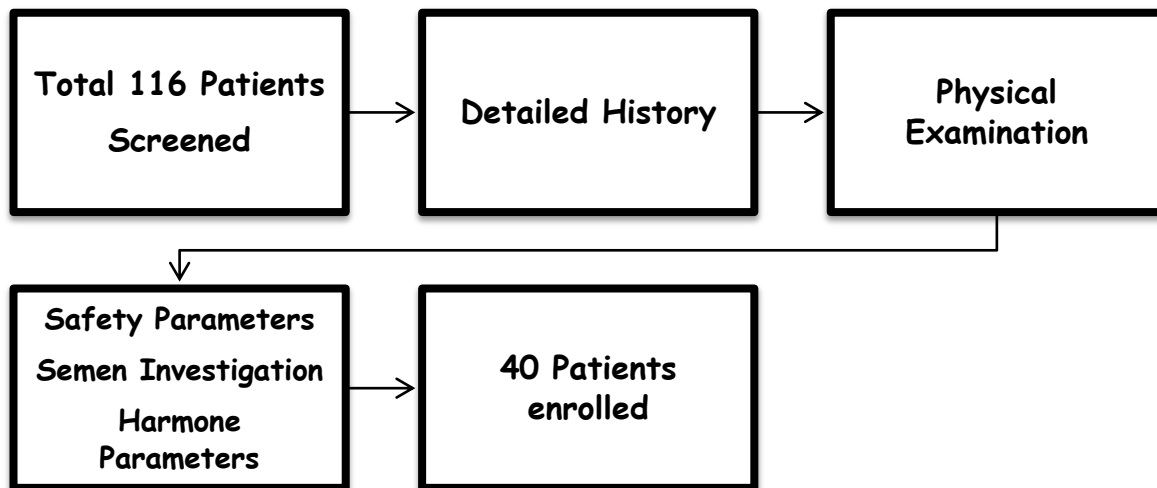 Total 116 Patients
Screened
Detailed History
Physical
Examination
Safety Parameters
Semen Investigation
Harmone
Parameters
40 Patients
enrolled